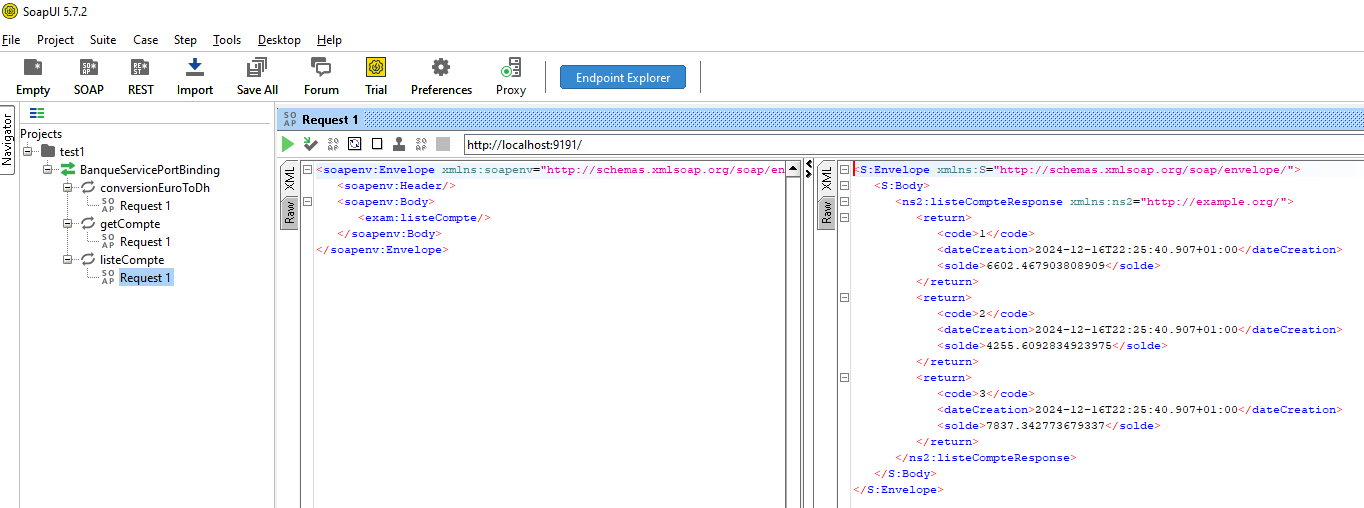 SoapUI 5.7.2
File Project Suite Case Step Tools Desktop Help
Empty SOAP REST Import Save All Forum Trial Preferences Proxy Endpoint Explorer
Navigator
Projects
test1
BanqueServicePortBinding
conversionEuroToDh
Request 1
getCompte
Request 1
listeCompte
Request 1
Request 1
http://localhost:9191/
XML
Raw
<soapenv:Envelope xmlns:soapenv="http://schemas.xmlsoap.org/soap/en
<soapenv:Header/>
<soapenv:Body>
<exam:listeCompte/>
</soapenv:Body>
</soapenv:Envelope>
XML
Raw
<S:Envelope xmlns:S="http://schemas.xmlsoap.org/soap/envelope/">
<S:Body>
<ns2:listeCompteResponse xmlns:ns2="http://example.org/">
<return>
<code>1</code>
<dateCreation>2024-12-16T22:25:40.907+01:00</dateCreation>
<solde>6602.467903808909</solde>
</return>
<return>
<code>2</code>
<dateCreation>2024-12-16T22:25:40.907+01:00</dateCreation>
<solde>4255.6092834923975</solde>
</return>
<return>
<code>3</code>
<dateCreation>2024-12-16T22:25:40.907+01:00</dateCreation>
<solde>7837.342773679337</solde>
</return>
</ns2:listeCompteResponse>
</S:Body>
</S:Envelope>